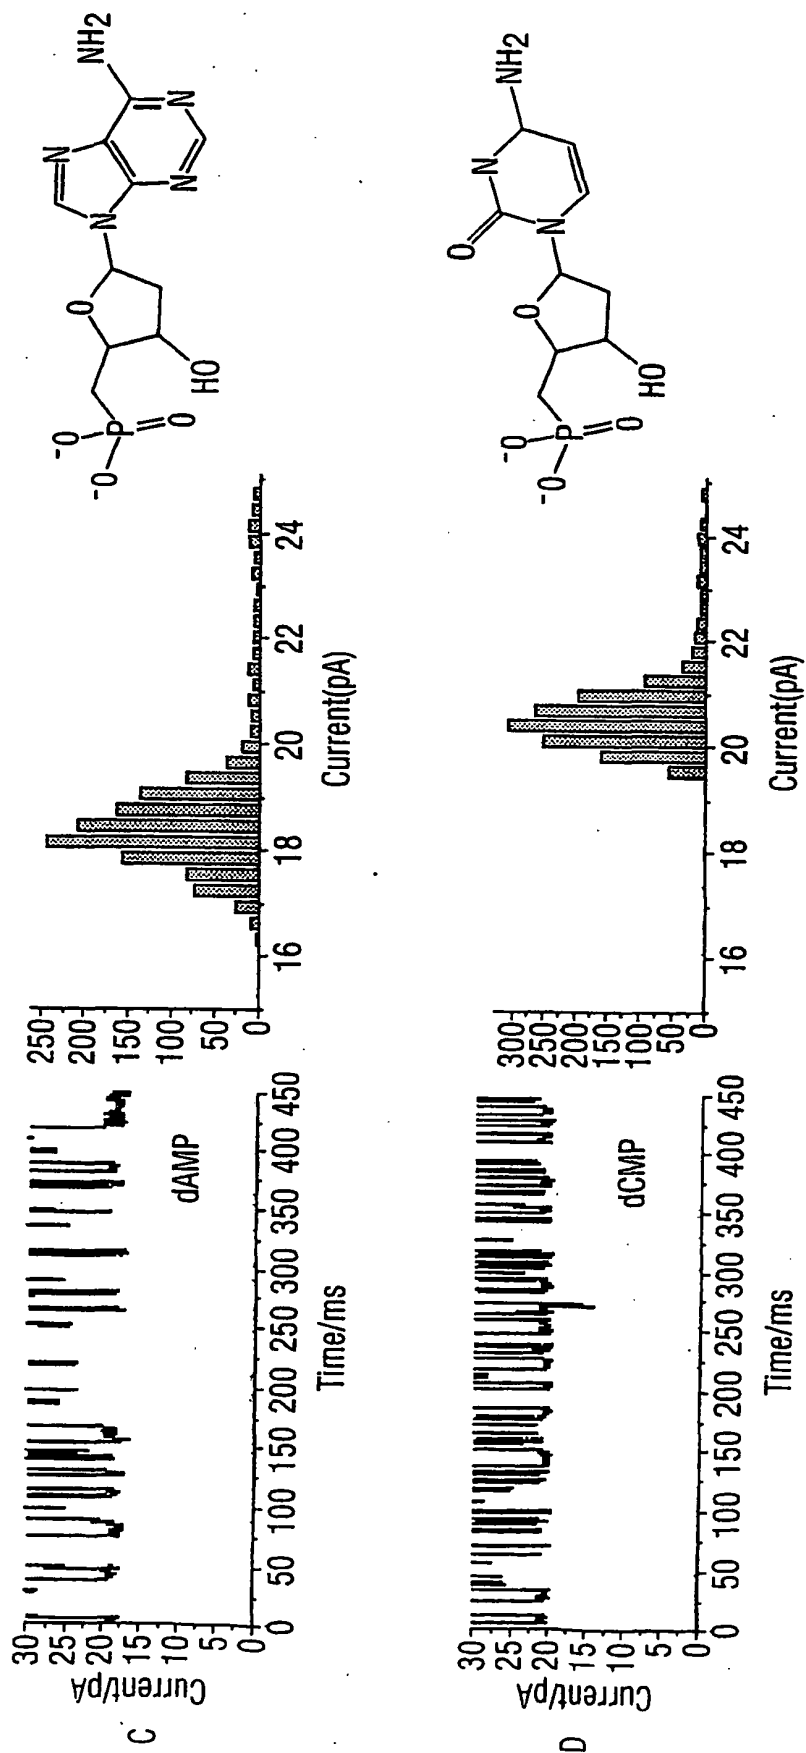 C
Current/pA
30
25
20
15
10
5
0
dAMP
0 50 100 150 200 250 300 350 400 450
Time/ms
250
200
150
100
50
0
16 18 20 22 24
Current(pA)
-O
-O
P
O
O
HO
N
N
N
N
NH2
D
Current/pA
30
25
20
15
10
5
0
dCMP
0 50 100 150 200 250 300 350 400 450
Time/ms
300
250
200
150
100
50
0
16 18 20 22 24
Current(pA)
-O
-O
P
O
O
HO
O
N
N
NH2